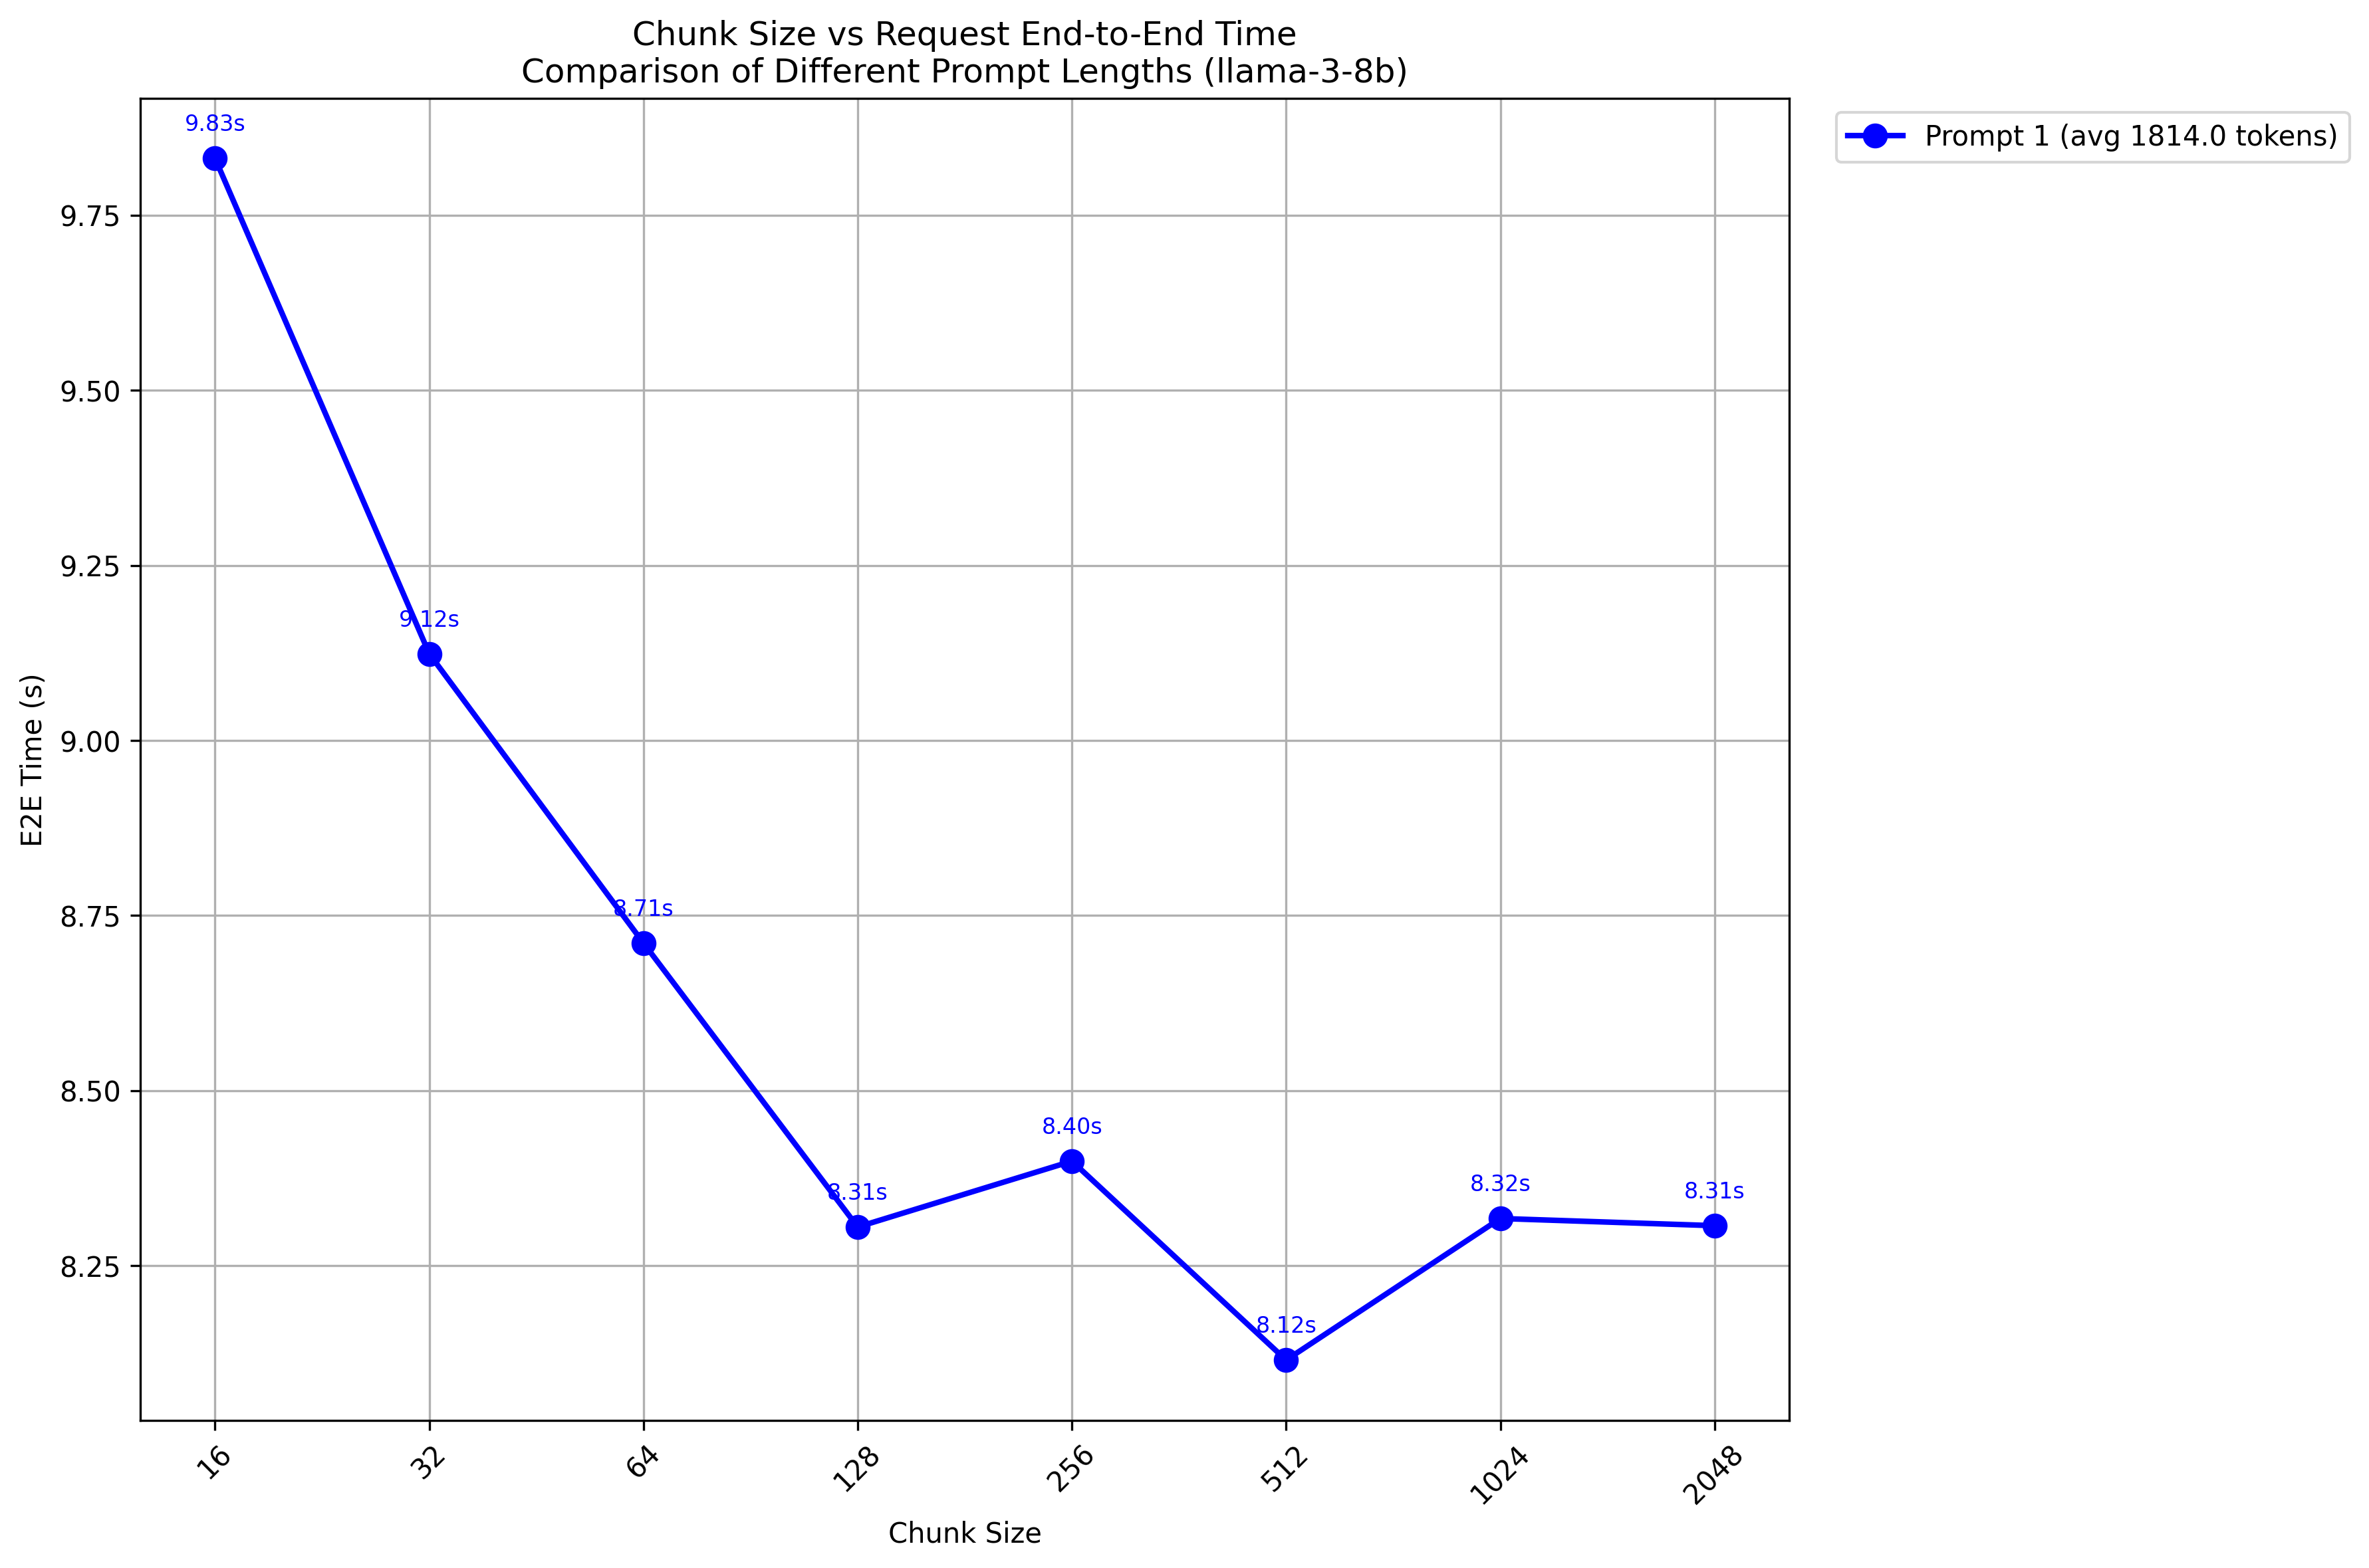 Chunk Size vs Request End-to-End Time
Comparison of Different Prompt Lengths (llama-3-8b)
Prompt 1 (avg 1814.0 tokens)
E2E Time (s)
9.75
9.50
9.25
9.00
8.75
8.50
8.25
9.83s
9.12s
8.71s
8.31s
8.40s
8.12s
8.32s
8.31s
16
32
64
128
256
512
1024
2048
Chunk Size